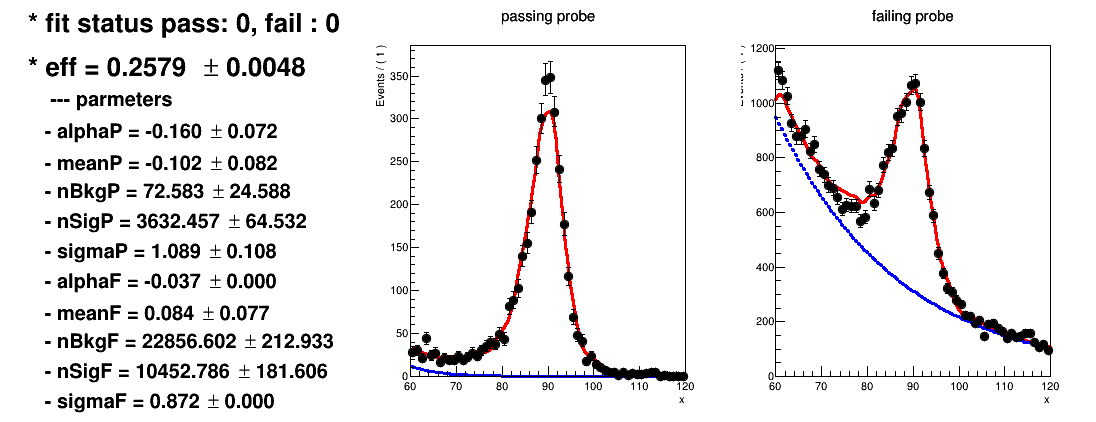 * fit status pass: 0, fail : 0
* eff = 0.2579 ± 0.0048
--- parmeters
- alphaP = -0.160 ± 0.072
- meanP = -0.102 ± 0.082
- nBkgP = 72.583 ± 24.588
- nSigP = 3632.457 ± 64.532
- sigmaP = 1.089 ± 0.108
- alphaF = -0.037 ± 0.000
- meanF = 0.084 ± 0.077
- nBkgF = 22856.602 ± 212.933
- nSigF = 10452.786 ± 181.606
- sigmaF = 0.872 ± 0.000
passing probe
Events / ( 1 )
350
300
250
200
150
100
50
0
60 70 80 90 100 110 120
x
failing probe
1200
1000
800
600
400
200
0
60 70 80 90 100 110 120
x